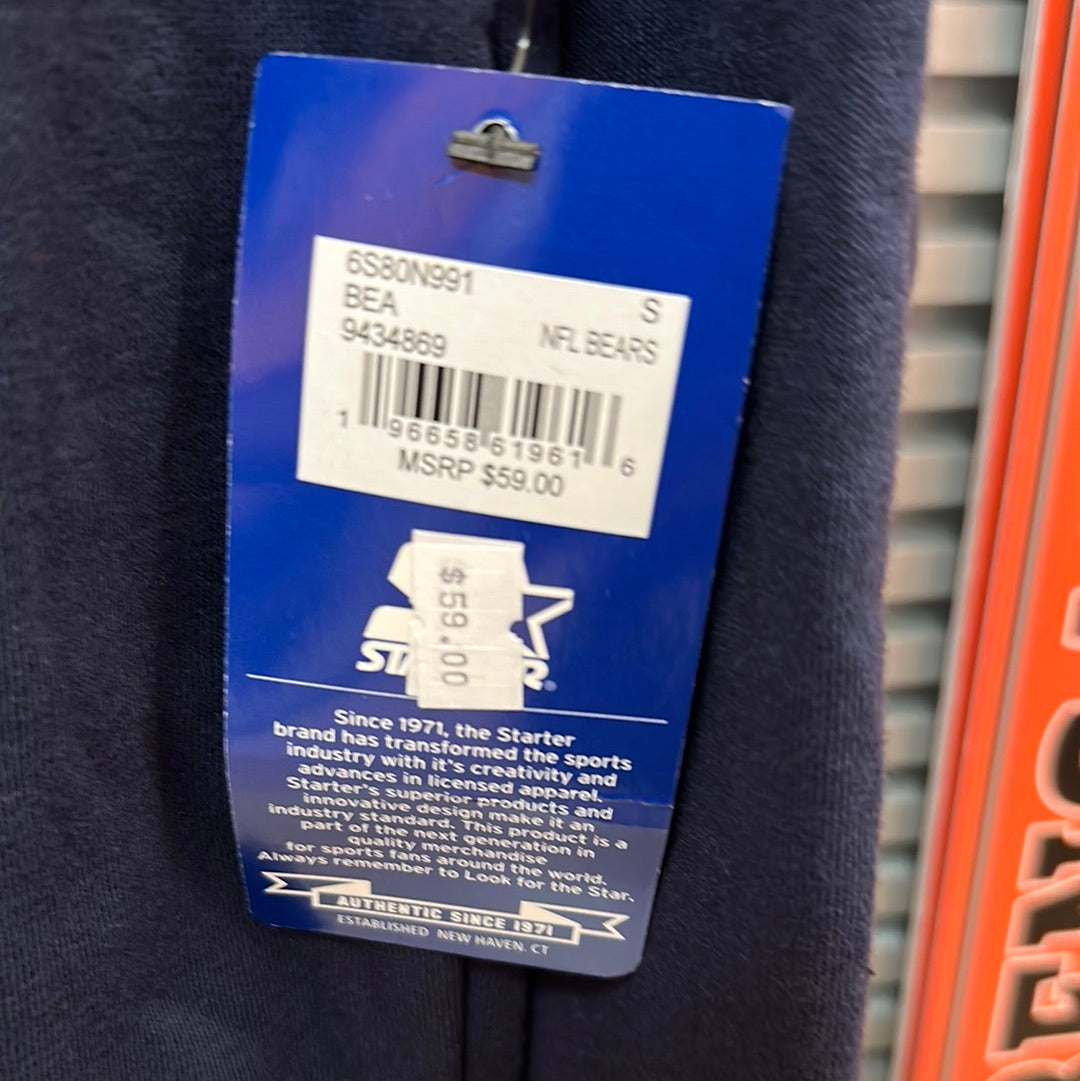 6S80N991
BEA S
9434869 NFL BEARS
1 96658 61961 6
MSRP $59.00
$59.00
Since 1971, the Starter
brand has transformed the sports
industry with it's creativity and
advances in licensed apparel.
Starter's superior products and
innovative design make it an
industry standard. This product is a
part of the next generation in
quality merchandise
for sports fans around the world.
Always remember to Look for the Star.
AUTHENTIC SINCE 1971
ESTABLISHED NEW HAVEN. CT